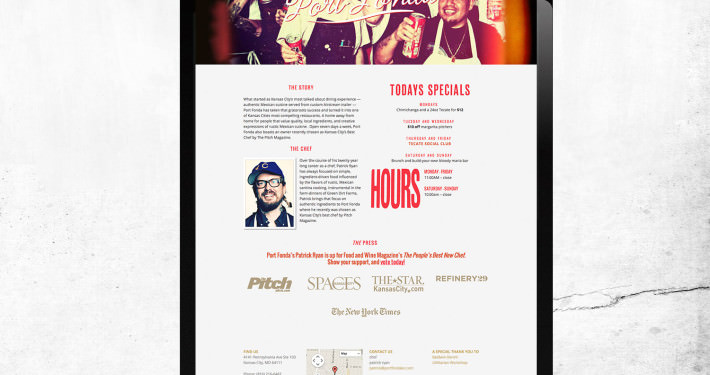 Port Fonda
THE STORY
What started as Kansas City's most talked about dining experience —
authentic Mexican cuisine served from custom Airstream trailer —
Port Fonda has taken that grassroots success and turned it into one
of Kansas Cities most compelling restaurants. A home away from
home for people that value quality, local ingredients, and creative
expressions of rustic Mexican cuisine. Open seven days a week, Port
Fonda also boasts an owner recently chosen as Kansas City's Best
Chef by The Pitch Magazine.
THE CHEF
Over the course of his twenty year
long career as a chef, Patrick Ryan
has always focused on simple,
ingredient-driven food influenced
by the flavors of rustic, Mexican
cantina cooking. Instrumental in the
farm dinners of Green Dirt Farms,
Patrick brings that focus on
authentic ingredients to Port Fonda
where he recently was chosen as
Kansas City's best chef by Pitch
Magazine.
TODAYS SPECIALS
MONDAYS
Chimichanga and a 24oz Tecate for $12
TUESDAY AND WEDNESDAY
$10 off margarita pitchers
THURSDAY AND FRIDAY
TECATE SOCIAL CLUB
SATURDAY AND SUNDAY
Brunch and build your own bloody maria bar
HOURS
MONDAY FRIDAY
11:00AM – close
SATURDAY SUNDAY
10:00am – close
THE PRESS
Port Fonda's Patrick Ryan is up for Food and Wine Magazine's The People's Best New Chef.
Show your support, and vote today!
Pitch
SPACES
THE STAR.
KansasCity.com
REFINERY29
The New York Times
FIND US
4141 Pennsylvania Ave Ste 103
Kansas City, MO 64111
Map
CONTACT US
chef
patrick ryan
A SPECIAL THANK YOU TO